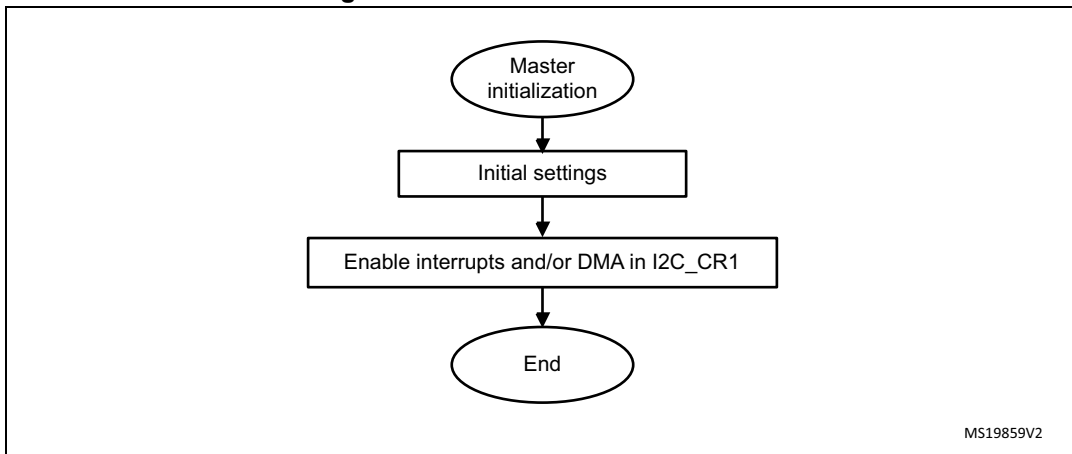 Master
initialization
Initial settings
Enable interrupts and/or DMA in I2C_CR1
End
MS19859V2